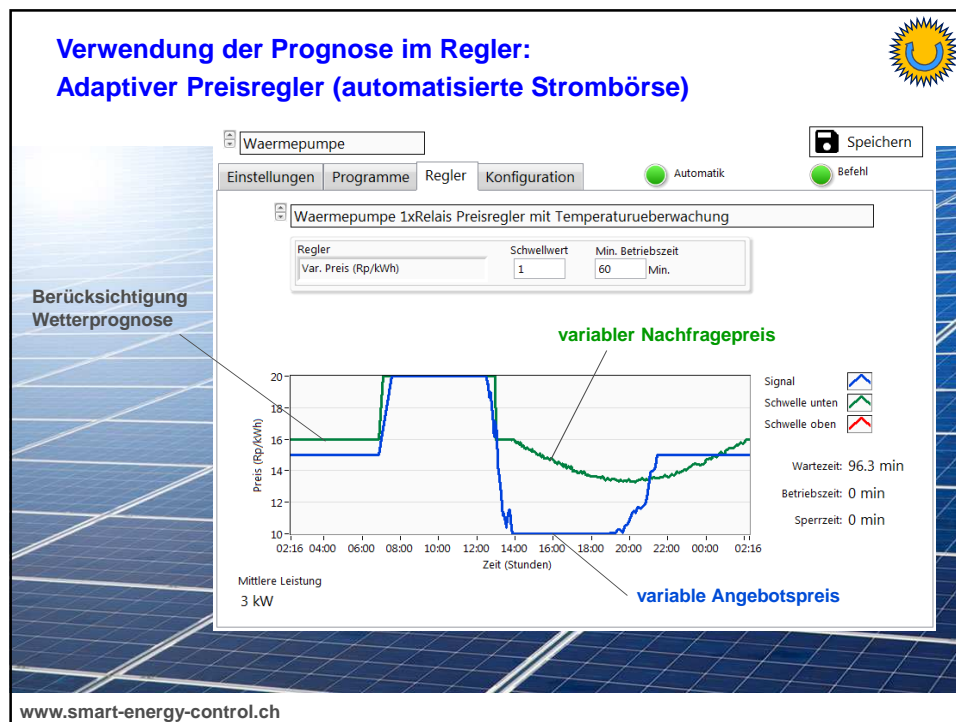 Verwendung der Prognose im Regler:
Adaptiver Preisregler (automatisierte Strombörse)
Waermepumpe
Speichern
Einstellungen Programme Regler Konfiguration
Automatik
Befehl
Waermepumpe 1xRelais Preisregler mit Temperaturueberwachung
Regler Schwellwert Min. Betriebszeit
Var. Preis (Rp/kWh) 1 60 Min.
Berücksichtigung
Wetterprognose
variabler Nachfragepreis
Preis (Rp/kWh)
20
18
16
14
12
10
02:16 04:00 06:00 08:00 10:00 12:00 14:00 16:00 18:00 20:00 22:00 00:00 02:16
Zeit (Stunden)
Signal
Schwelle unten
Schwelle oben
Wartezeit: 96.3 min
Betriebszeit: 0 min
Sperrzeit: 0 min
Mittlere Leistung
3 kW
variable Angebotspreis
www.smart-energy-control.ch